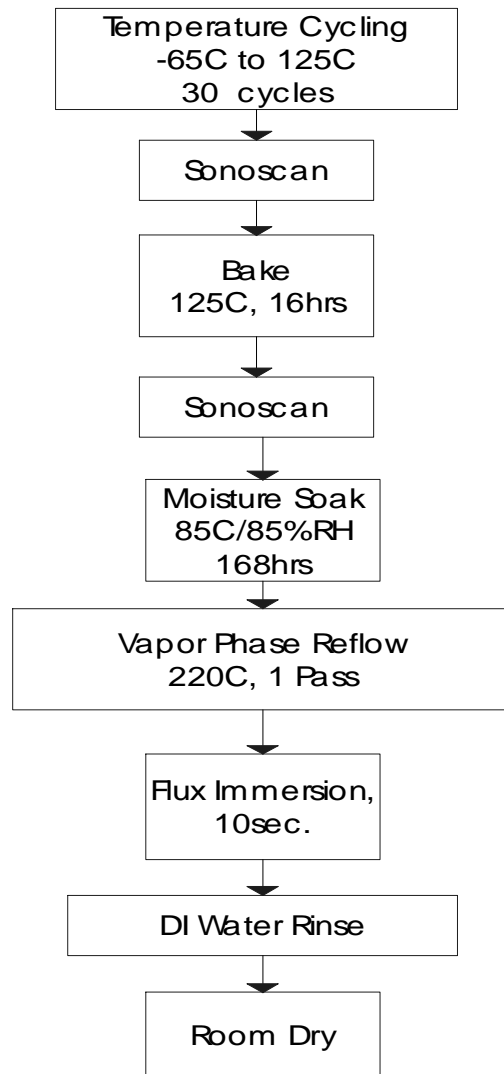 Temperature Cycling
-65C to 125C
30 cycles
Sonoscan
Bake
125C, 16hrs
Sonoscan
Moisture Soak
85C/85%RH
168hrs
Vapor Phase Reflow
220C, 1 Pass
Flux Immersion,
10sec.
DI Water Rinse
Room Dry